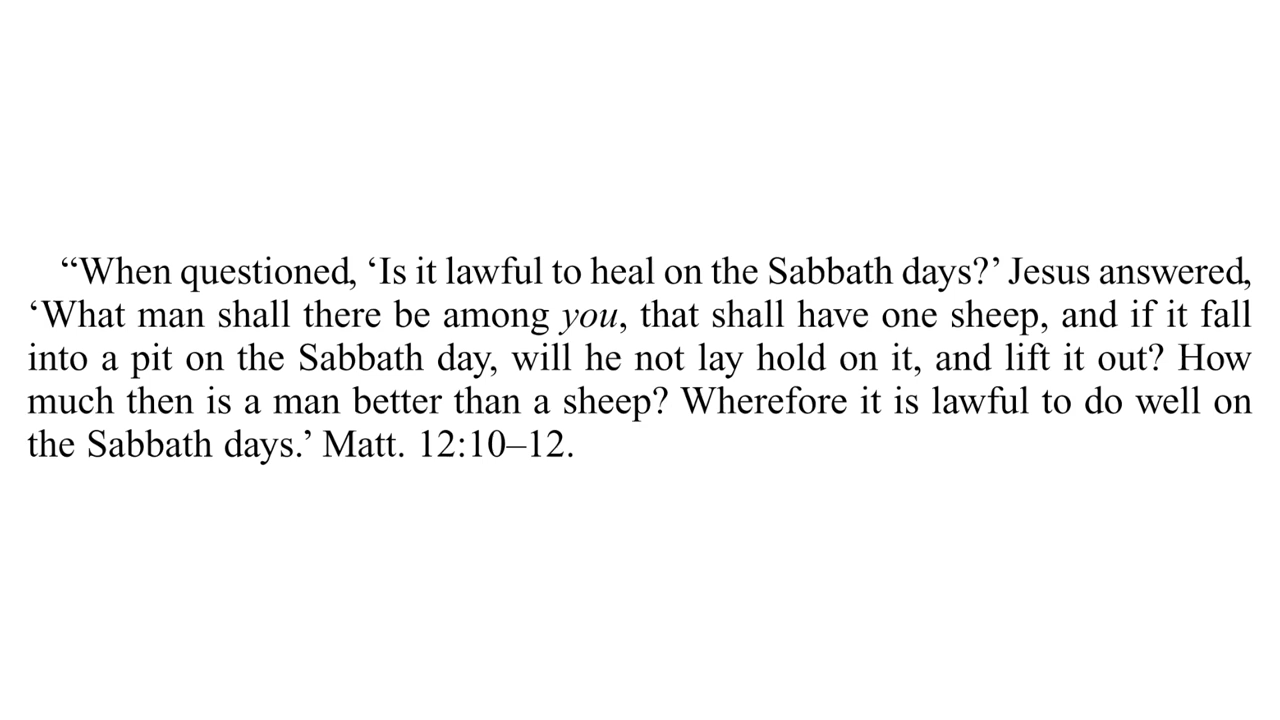 “When questioned, ‘Is it lawful to heal on the Sabbath days?’ Jesus answered,
‘What man shall there be among you, that shall have one sheep, and if it fall
into a pit on the Sabbath day, will he not lay hold on it, and lift it out? How
much then is a man better than a sheep? Wherefore it is lawful to do well on
the Sabbath days.’ Matt. 12:10–12.